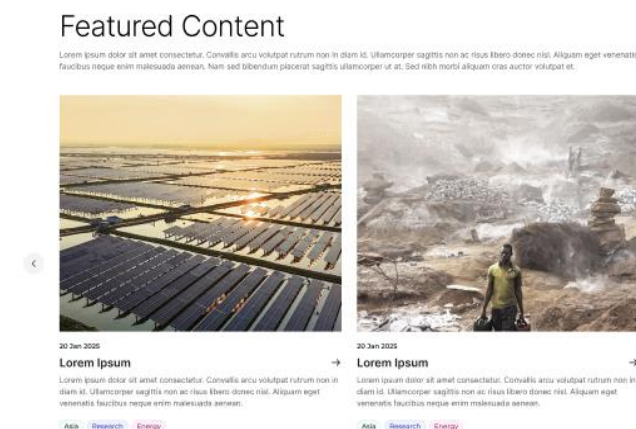 Featured Content
Lorem ipsum dolor sit amet consectetur. Convallis arcu volutpat rutrum non in diam id. Ullamcorper sagittis non ac risus libero donec nisl. Aliquam eget venenatis
faucibus neque enim malesuada aenean. Nam sed bibendum placerat sagittis ullamcorper ut at. Sed nibh morbi aliquam cras auctor volutpat et.
20 Jan 2025
Lorem Ipsum
Lorem ipsum dolor sit amet consectetur. Convallis arcu volutpat rutrum non in
diam id. Ullamcorper sagittis non ac risus libero donec nisl. Aliquam eget
venenatis faucibus neque enim malesuada aenean.
Asia Research Energy
20 Jan 2025
Lorem Ipsum
Lorem ipsum dolor sit amet consectetur. Convallis arcu volutpat rutrum non in
diam id. Ullamcorper sagittis non ac risus libero donec nisl. Aliquam eget
venenatis faucibus neque enim malesuada aenean.
Asia Research Energy